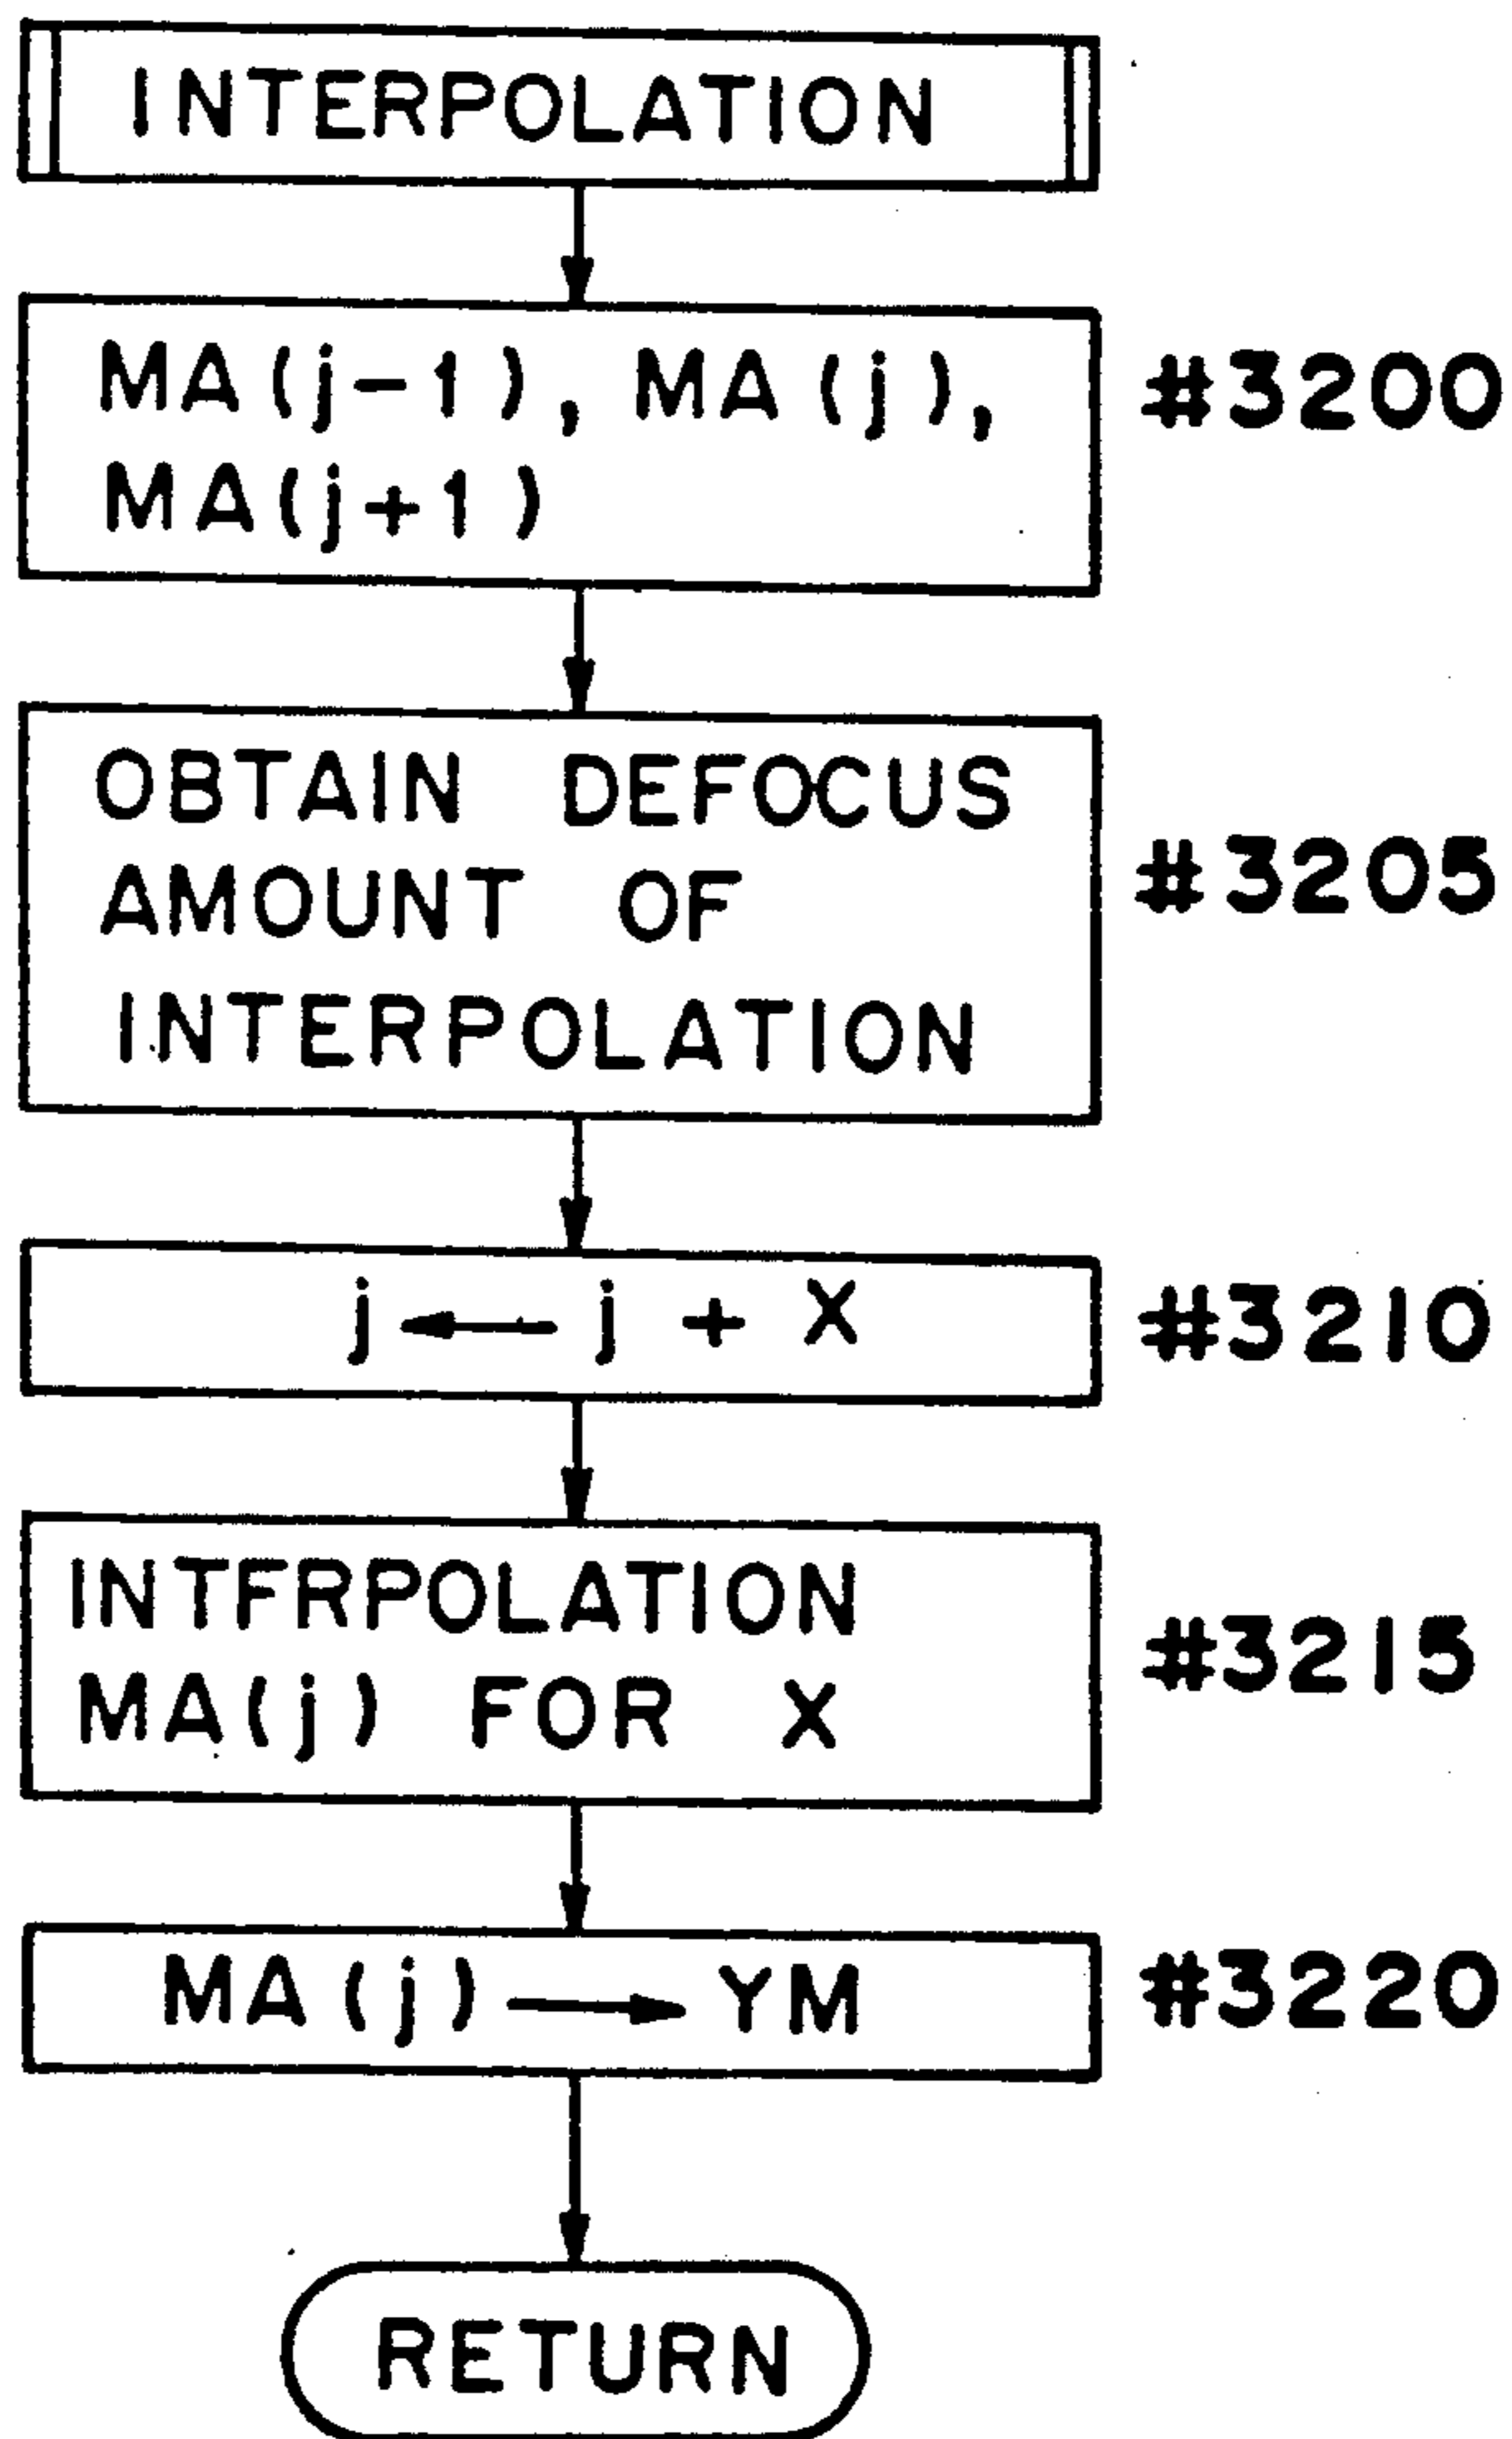 INTERPOLATION
MA(j-1), MA(j),
MA(j+1)
#3200
OBTAIN DEFOCUS
AMOUNT OF
INTERPOLATION
#3205
j ← j + X
#3210
INTFRPOLATION
MA(j) FOR X
#3215
MA(j) → YM
#3220
RETURN